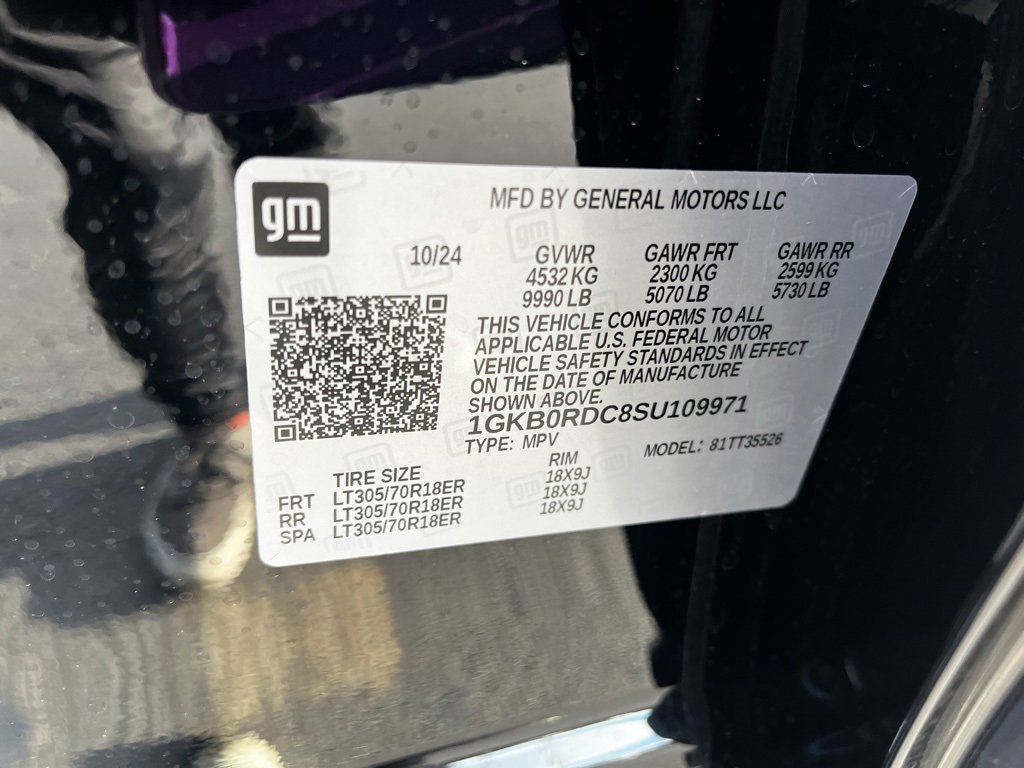 gm
MFD BY GENERAL MOTORS LLC
10/24 GVWR GAWR FRT GAWR RR
4532 KG 2300 KG 2599 KG
9990 LB 5070 LB 5730 LB
THIS VEHICLE CONFORMS TO ALL
APPLICABLE U.S. FEDERAL MOTOR
VEHICLE SAFETY STANDARDS IN EFFECT
ON THE DATE OF MANUFACTURE
SHOWN ABOVE.
1GKB0RDC8SU109971
TYPE: MPV MODEL: 81TT35526
TIRE SIZE RIM
FRT LT305/70R18ER 18X9J
RR LT305/70R18ER 18X9J
SPA LT305/70R18ER 18X9J